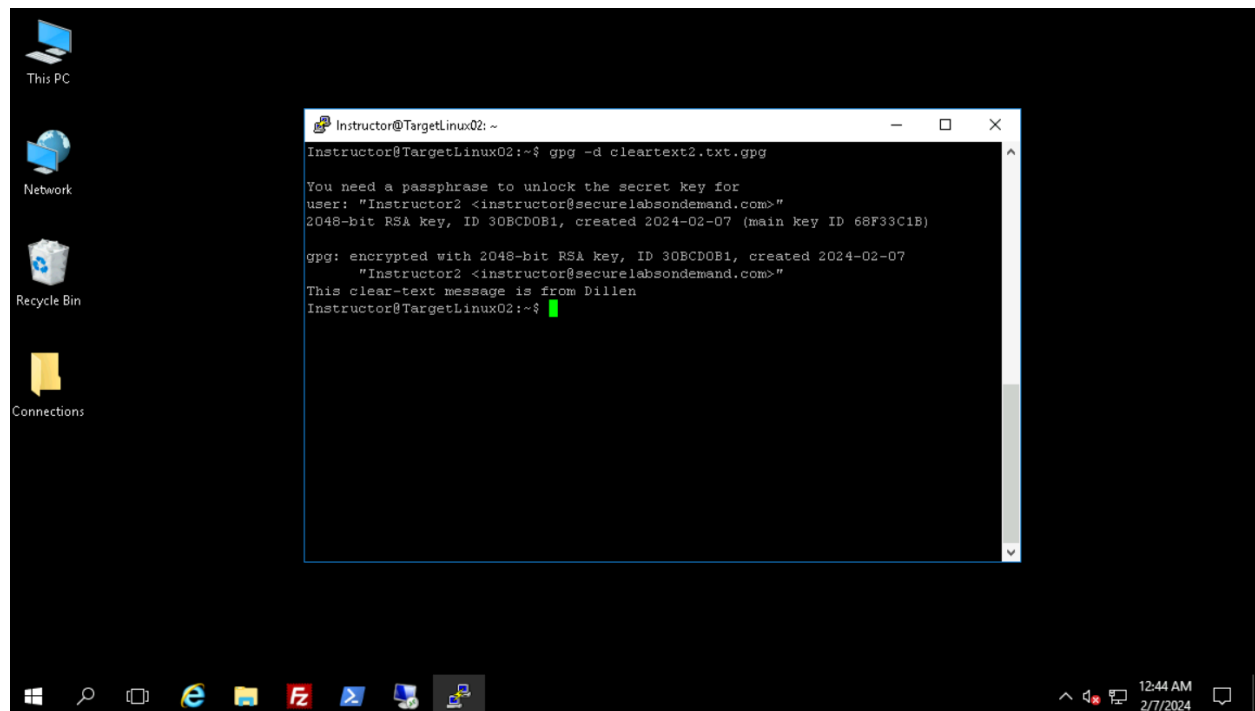 This PC
Network
Recycle Bin
Connections
Instructor@TargetLinux02: ~
Instructor@TargetLinux02:~$ gpg -d cleartext2.txt.gpg
You need a passphrase to unlock the secret key for
user: "Instructor2 <instructor@securelabsondemand.com>"
2048-bit RSA key, ID 30BCD0B1, created 2024-02-07 (main key ID 68F33C1B)
gpg: encrypted with 2048-bit RSA key, ID 30BCD0B1, created 2024-02-07
"Instructor2 <instructor@securelabsondemand.com>"
This clear-text message is from Dillen
Instructor@TargetLinux02:~$
12:44 AM
2/7/2024